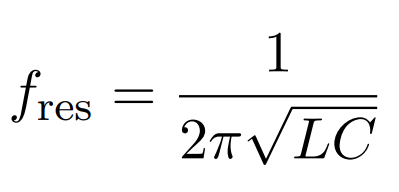 f_res = 1 / (2π√(LC))